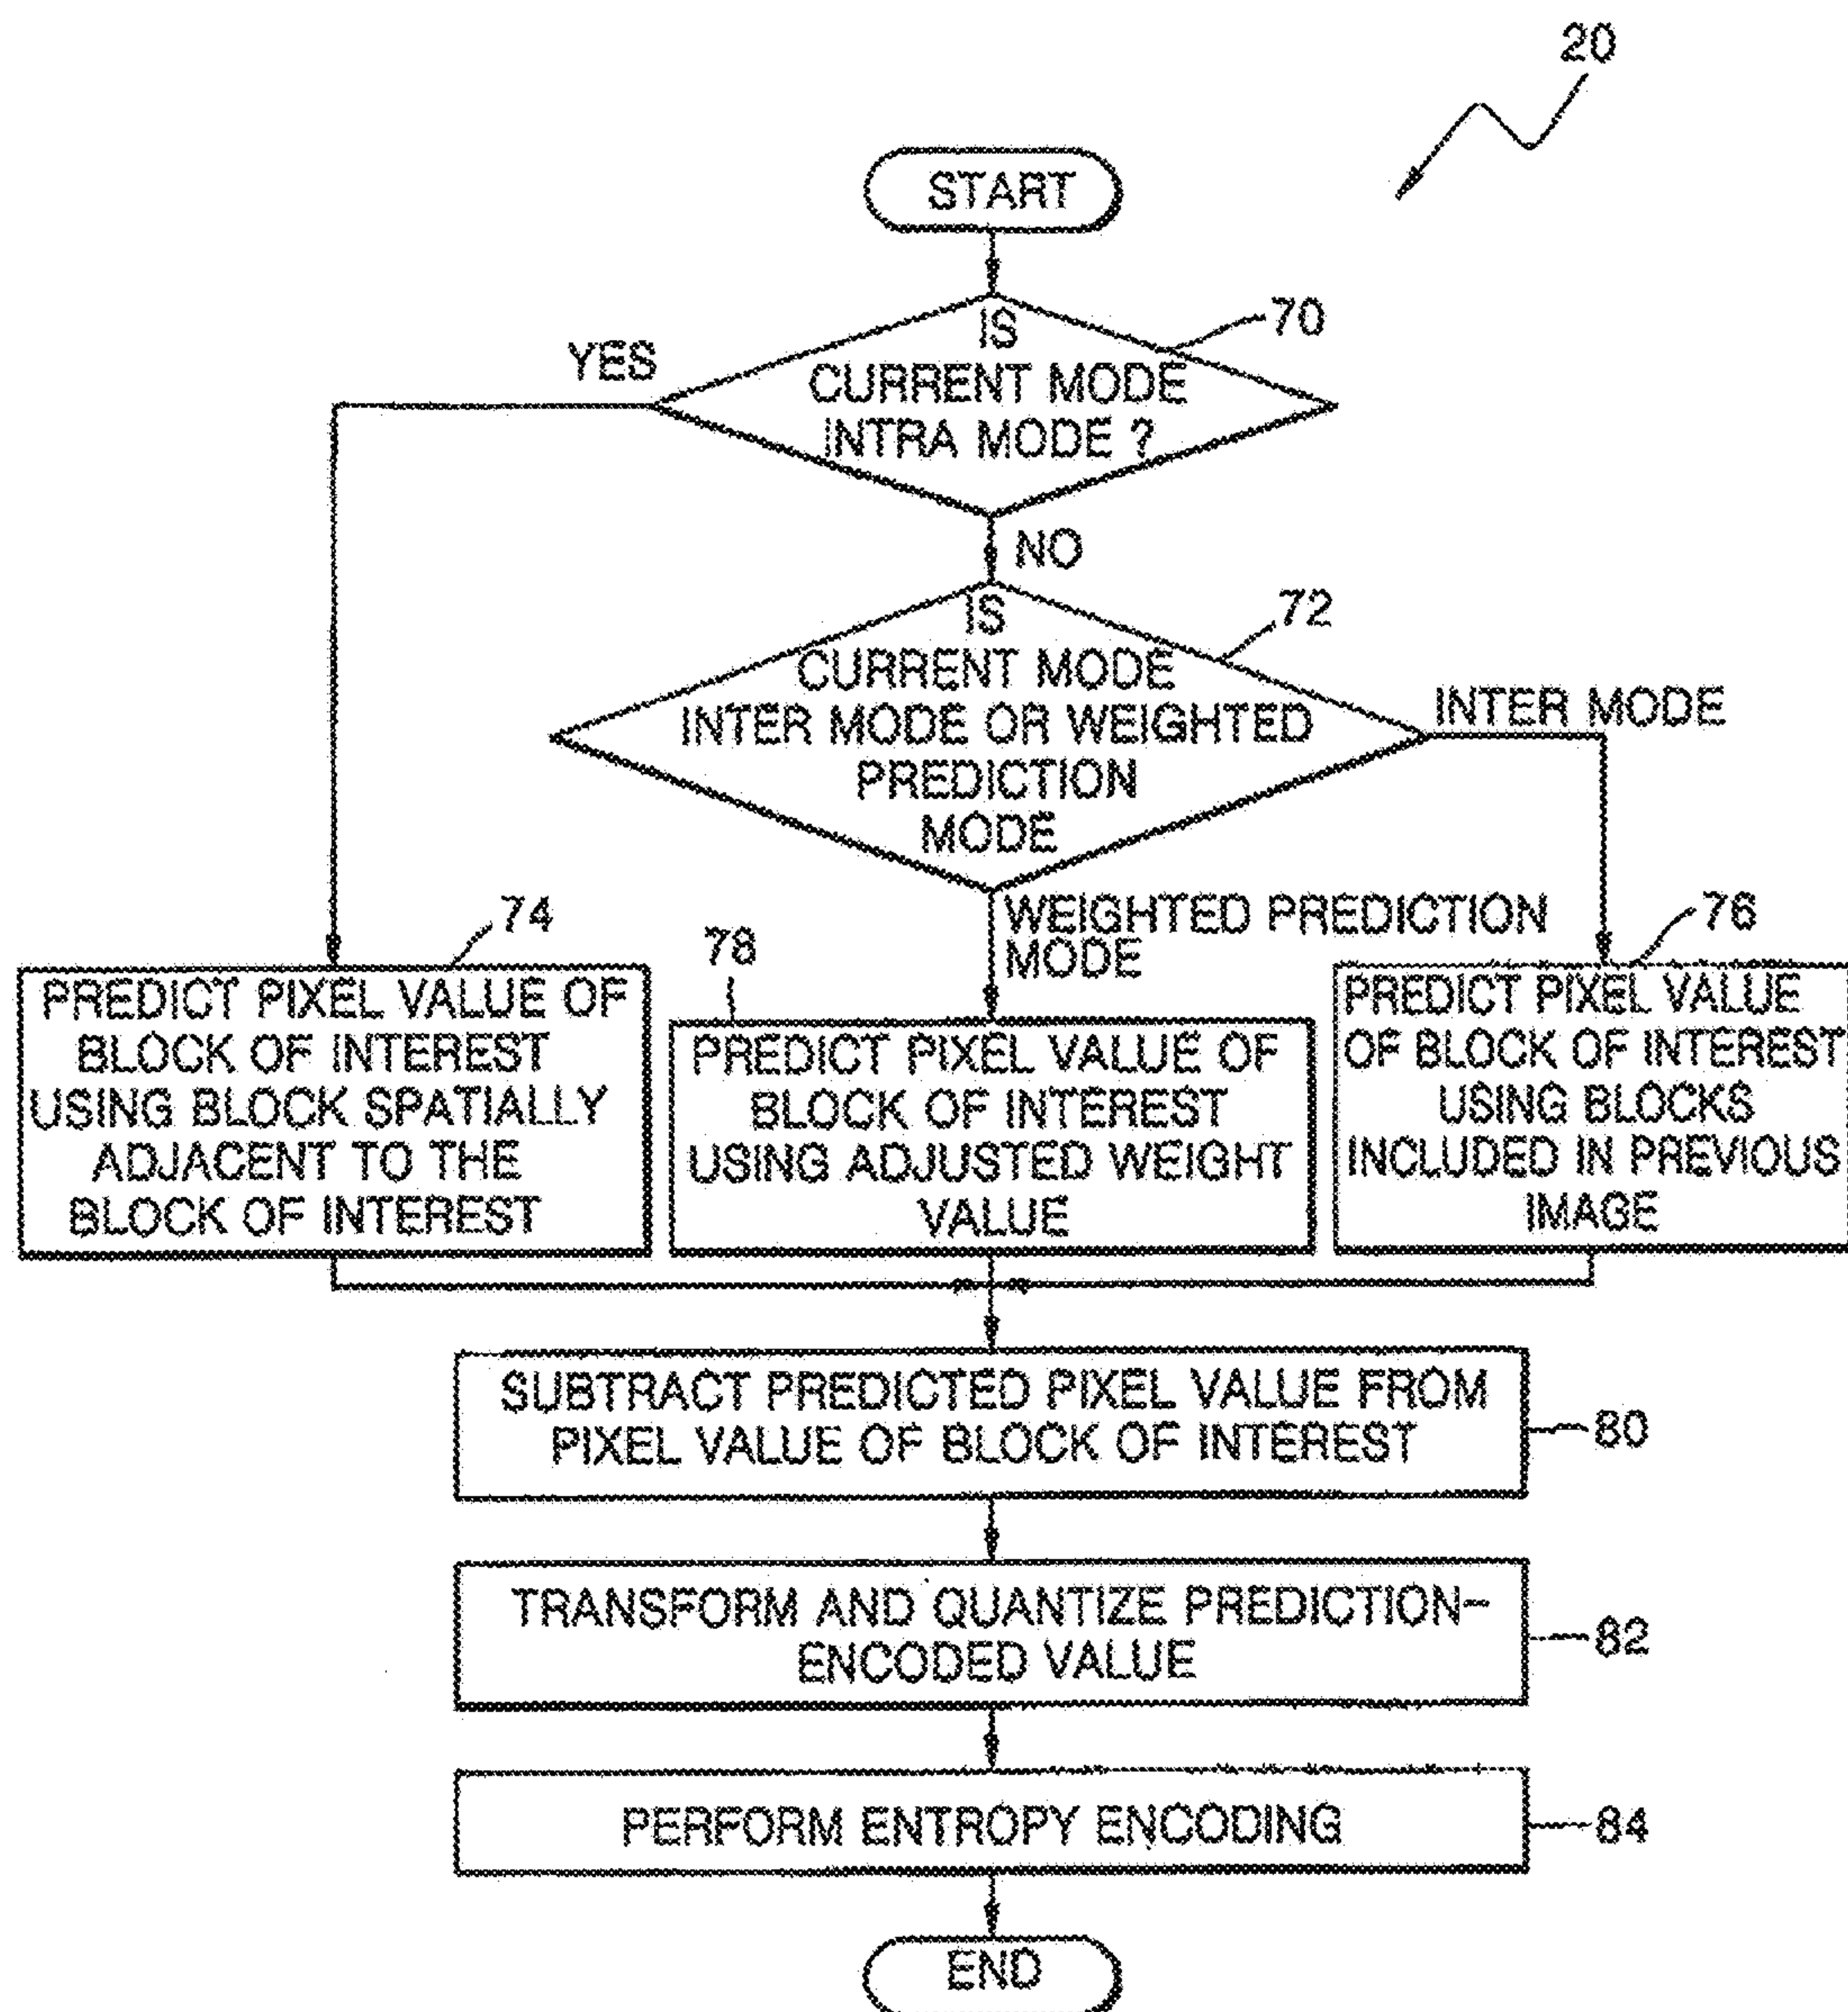 20
START
70
IS
CURRENT MODE
INTRA MODE ?
YES
NO
72
IS
CURRENT MODE
INTER MODE OR WEIGHTED
PREDICTION
MODE
INTER MODE
WEIGHTED PREDICTION
MODE
74
PREDICT PIXEL VALUE OF
BLOCK OF INTEREST
USING BLOCK SPATIALLY
ADJACENT TO THE
BLOCK OF INTEREST
78
PREDICT PIXEL VALUE OF
BLOCK OF INTEREST
USING ADJUSTED WEIGHT
VALUE
76
PREDICT PIXEL VALUE
OF BLOCK OF INTEREST
USING BLOCKS
INCLUDED IN PREVIOUS
IMAGE
SUBTRACT PREDICTED PIXEL VALUE FROM
PIXEL VALUE OF BLOCK OF INTEREST
80
TRANSFORM AND QUANTIZE PREDICTION-
ENCODED VALUE
82
PERFORM ENTROPY ENCODING
84
END